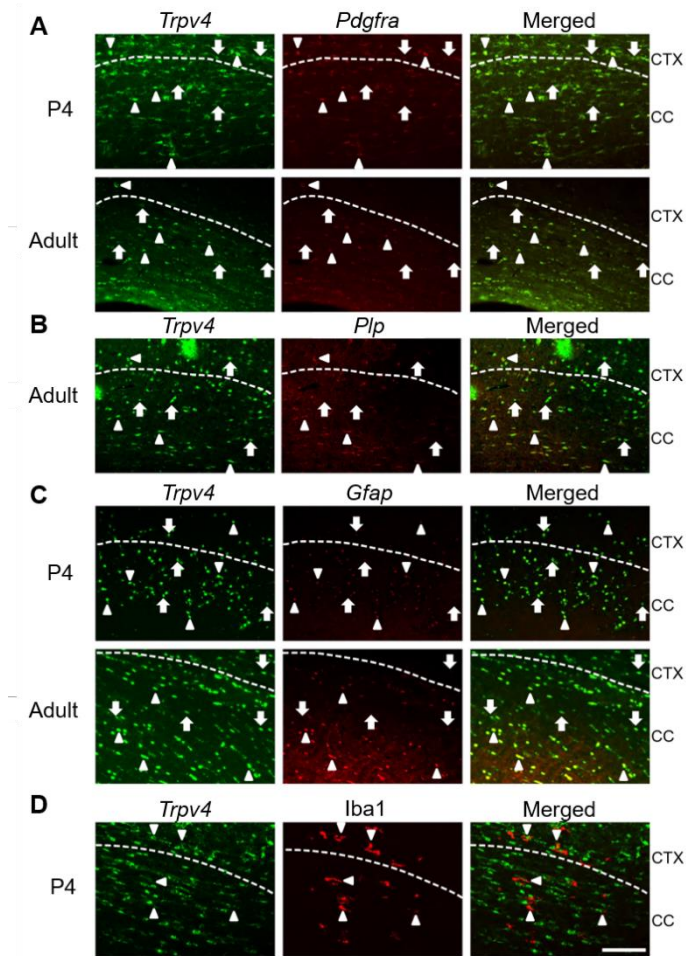 A Trpv4 Pdgfra Merged
P4 CTX
CC
Adult CTX
CC
B Trpv4 Plp Merged
Adult CTX
CC
C Trpv4 Gfap Merged
P4 CTX
CC
Adult CTX
CC
D Trpv4 Iba1 Merged
P4 CTX
CC